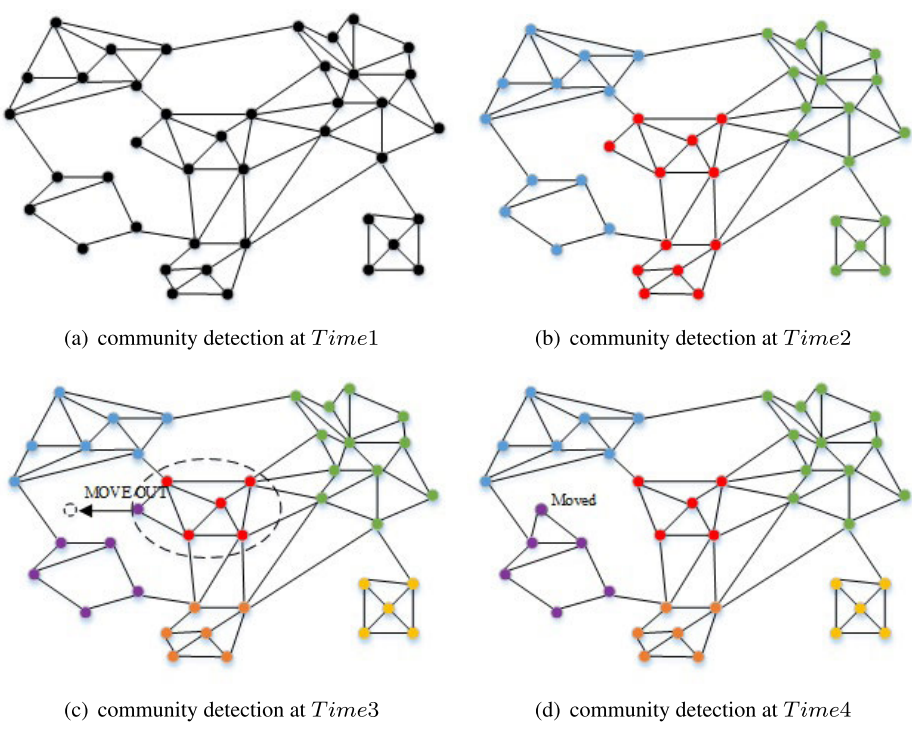 (a) community detection at Time1
(b) community detection at Time2
MOVE OUT
Moved
(c) community detection at Time3
(d) community detection at Time4